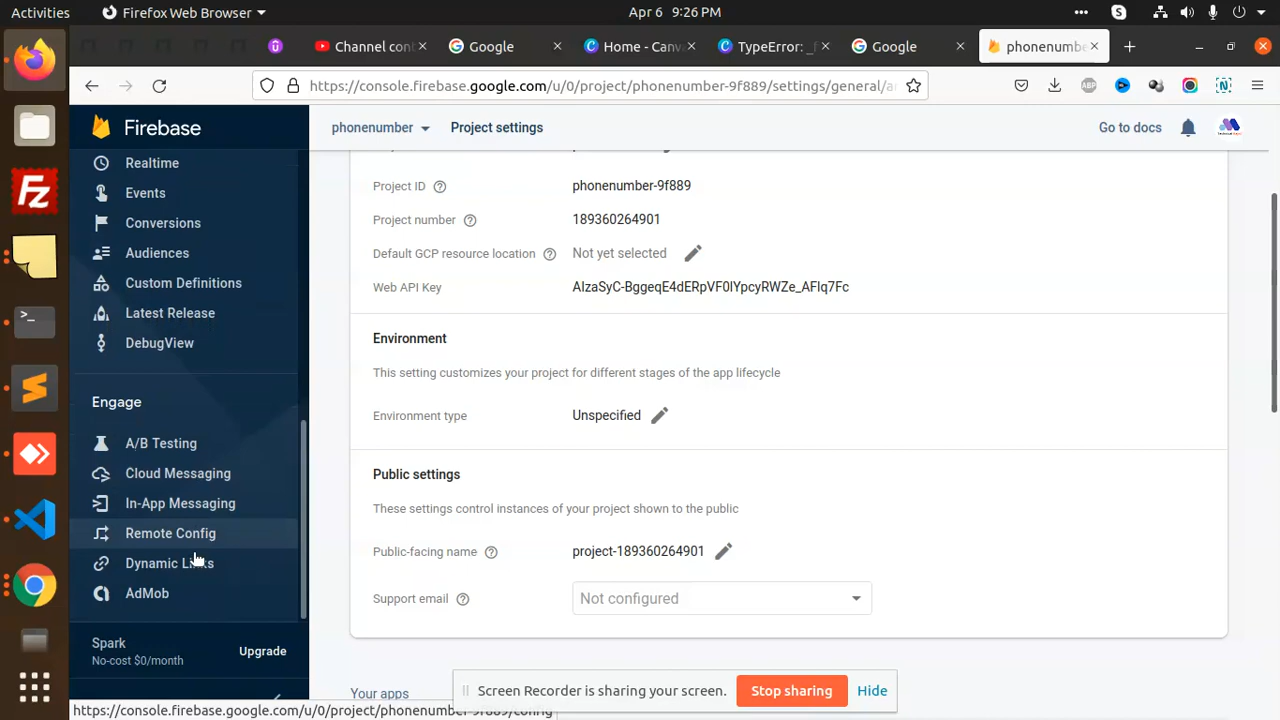 Activities
Firefox Web Browser
Apr 6 9:26 PM
Channel con
Google
Home - Canv
TypeError: _
Google
phonenumbe
https://console.firebase.google.com/u/0/project/phonenumber-9f889/settings/general/a
ABP
N
Firebase
phonenumber
Project settings
Go to docs
Realtime
Events
Conversions
Audiences
Custom Definitions
Latest Release
DebugView
Engage
A/B Testing
Cloud Messaging
In-App Messaging
Remote Config
Dynamic Links
AdMob
Spark
No-cost $0/month
Upgrade
Project ID
phonenumber-9f889
Project number
189360264901
Default GCP resource location
Not yet selected
Web API Key
AIzaSyC-BggeqE4dERpVF0lYpcyRWZe_AFlq7Fc
Environment
This setting customizes your project for different stages of the app lifecycle
Environment type
Unspecified
Public settings
These settings control instances of your project shown to the public
Public-facing name
project-189360264901
Support email
Not configured
Your apps
Screen Recorder is sharing your screen.
Stop sharing
Hide
https://console.firebase.google.com/u/0/project/phonenumber-9f889/config